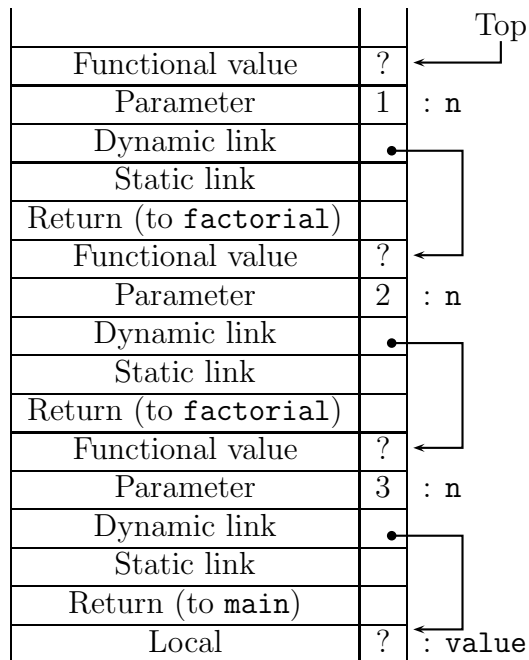 Top
Functional value ?
Parameter 1 : n
Dynamic link
Static link
Return (to factorial)
Functional value ?
Parameter 2 : n
Dynamic link
Static link
Return (to factorial)
Functional value ?
Parameter 3 : n
Dynamic link
Static link
Return (to main)
Local ? : value